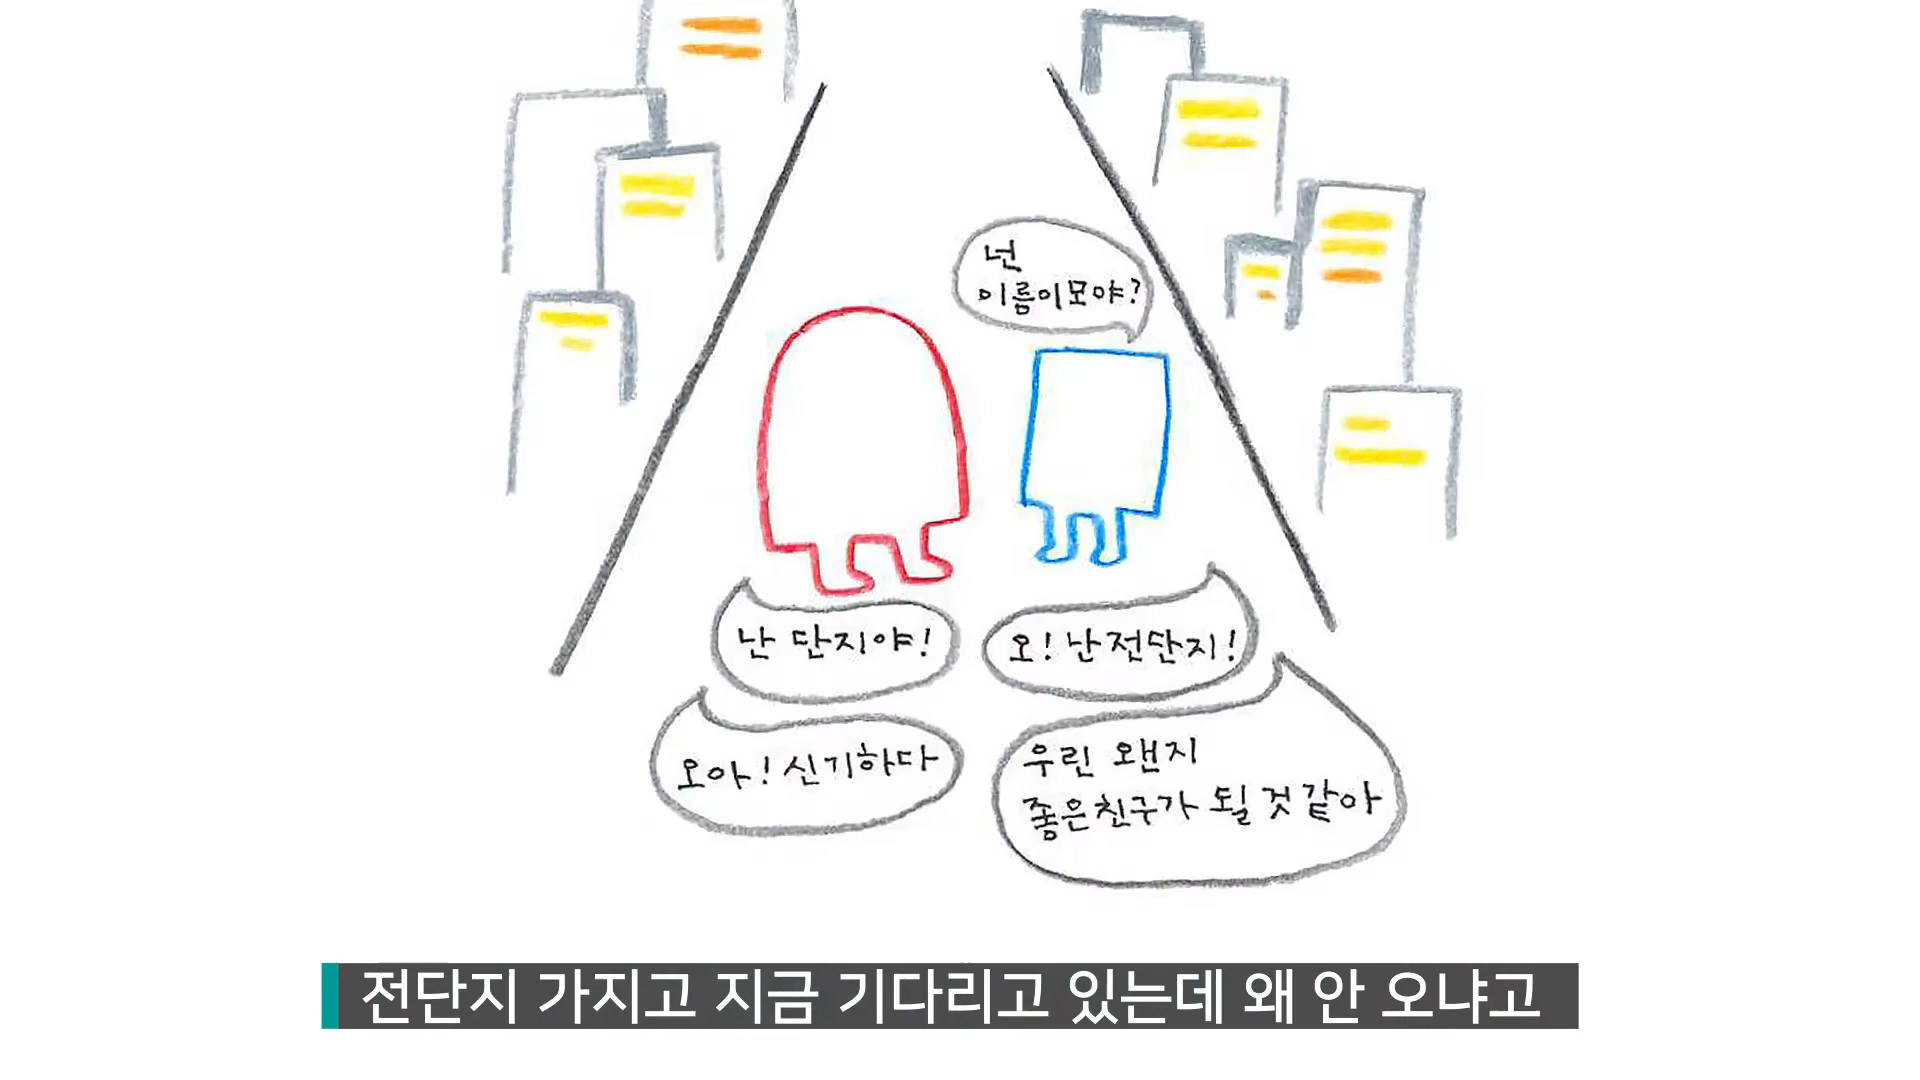 넌
이름이모야?
난 단지야!
오! 난전단지!
오아! 신기하다
우린 왠지
좋은친구가 될 것 같아
전단지 가지고 지금 기다리고 있는데 왜 안 오냐고